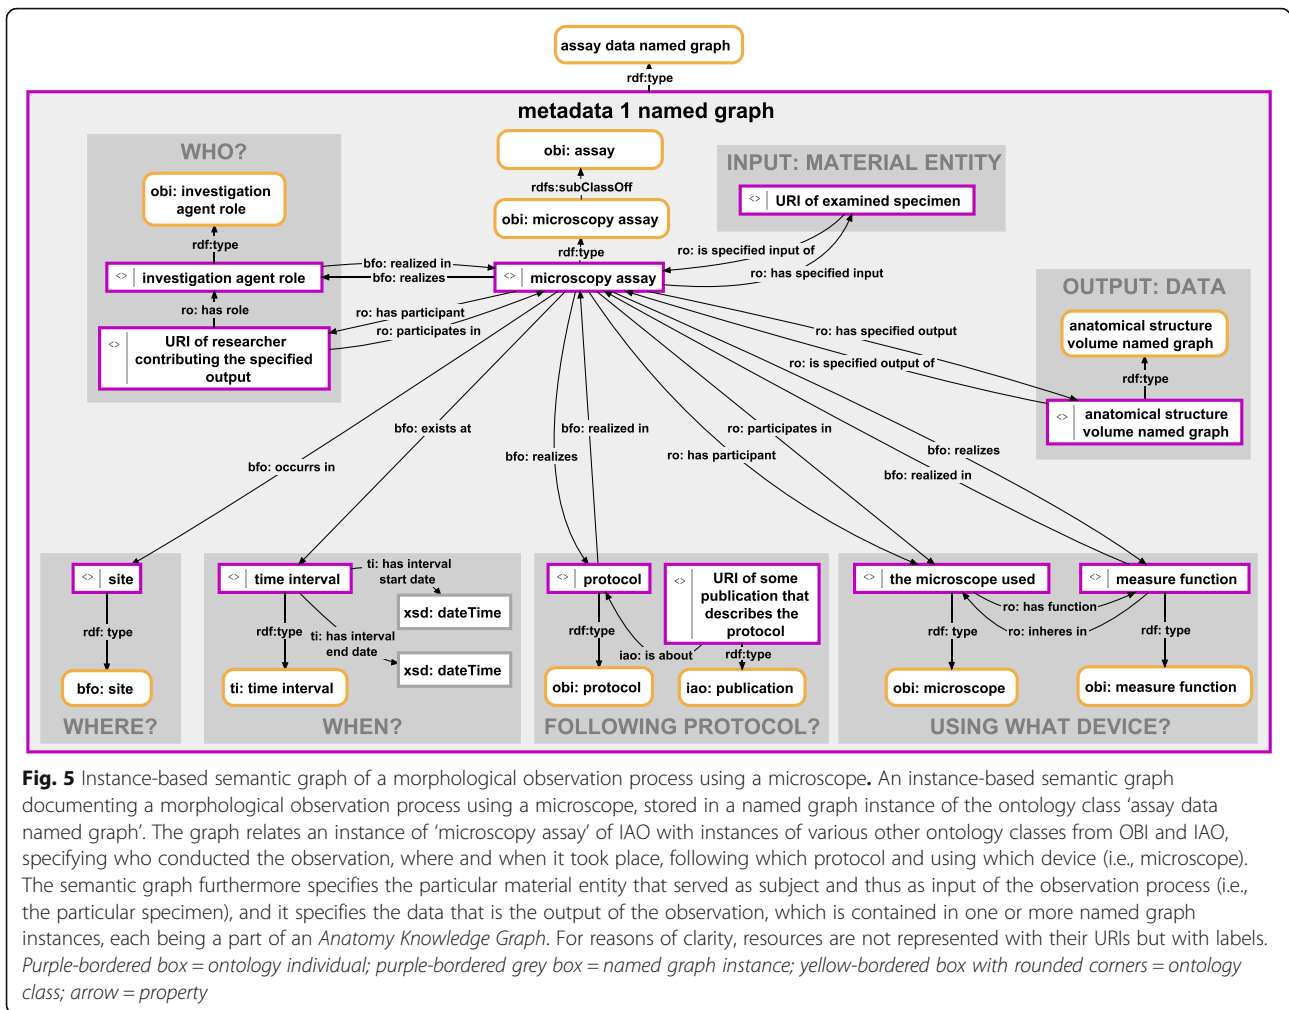 assay data named graph
rdf:type
metadata 1 named graph
WHO?
obi: investigation
agent role
rdf:type
<> investigation agent role
ro: has role
<> URI of researcher
contributing the specified
output
obi: assay
rdfs:subClassOff
obi: microscopy assay
rdf:type
<> microscopy assay
bfo: realized in
bfo: realizes
ro: has participant
ro: participates in
INPUT: MATERIAL ENTITY
<> URI of examined specimen
ro: is specified input of
ro: has specified input
OUTPUT: DATA
anatomical structure
volume named graph
rdf:type
<> anatomical structure
volume named graph
ro: has specified output
ro: is specified output of
bfo: occurrs in
bfo: exists at
bfo: realized in
bfo: realizes
ro: participates in
ro: has participant
bfo: realizes
bfo: realized in
<> site
rdf: type
bfo: site
WHERE?
<> time interval
ti: has interval
start date
xsd: dateTime
rdf:type
ti: has interval
end date
xsd: dateTime
ti: time interval
WHEN?
<> protocol
rdf:type
obi: protocol
<> URI of some
publication that
describes the
protocol
iao: is about
rdf:type
iao: publication
FOLLOWING PROTOCOL?
<> the microscope used
<> measure function
ro: has function
ro: inheres in
rdf: type
rdf: type
obi: microscope
obi: measure function
USING WHAT DEVICE?
Fig. 5 Instance-based semantic graph of a morphological observation process using a microscope. An instance-based semantic graph
documenting a morphological observation process using a microscope, stored in a named graph instance of the ontology class ‘assay data
named graph’. The graph relates an instance of ‘microscopy assay’ of IAO with instances of various other ontology classes from OBI and IAO,
specifying who conducted the observation, where and when it took place, following which protocol and using which device (i.e., microscope).
The semantic graph furthermore specifies the particular material entity that served as subject and thus as input of the observation process (i.e.,
the particular specimen), and it specifies the data that is the output of the observation, which is contained in one or more named graph
instances, each being a part of an Anatomy Knowledge Graph. For reasons of clarity, resources are not represented with their URIs but with labels.
Purple-bordered box = ontology individual; purple-bordered grey box = named graph instance; yellow-bordered box with rounded corners = ontology
class; arrow = property